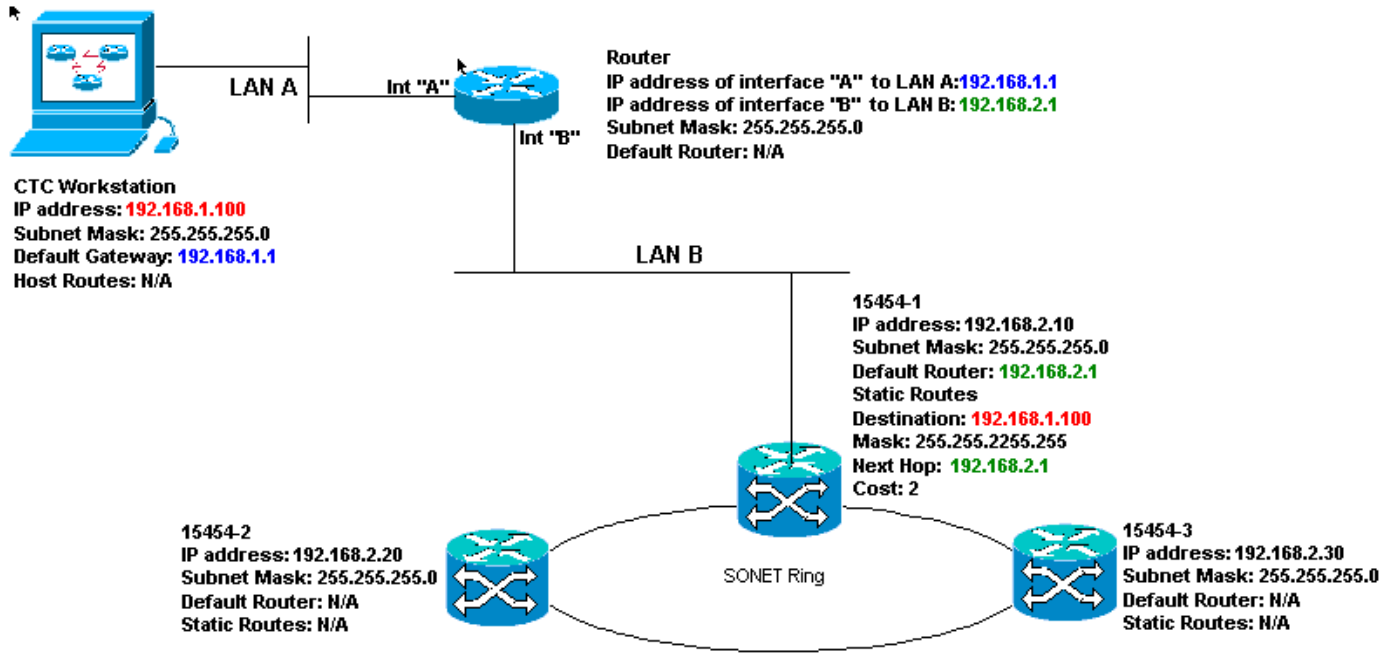 LAN A
Int "A"
Int "B"
Router
IP address of interface "A" to LAN A:192.168.1.1
IP address of interface "B" to LAN B: 192.168.2.1
Subnet Mask: 255.255.255.0
Default Router: N/A
CTC Workstation
IP address: 192.168.1.100
Subnet Mask: 255.255.255.0
Default Gateway: 192.168.1.1
Host Routes: N/A
LAN B
15454-1
IP address: 192.168.2.10
Subnet Mask: 255.255.255.0
Default Router: 192.168.2.1
Static Routes
Destination: 192.168.1.100
Mask: 255.255.2255.255
Next Hop: 192.168.2.1
Cost: 2
15454-2
IP address: 192.168.2.20
Subnet Mask: 255.255.255.0
Default Router: N/A
Static Routes: N/A
SONET Ring
15454-3
IP address: 192.168.2.30
Subnet Mask: 255.255.255.0
Default Router: N/A
Static Routes: N/A